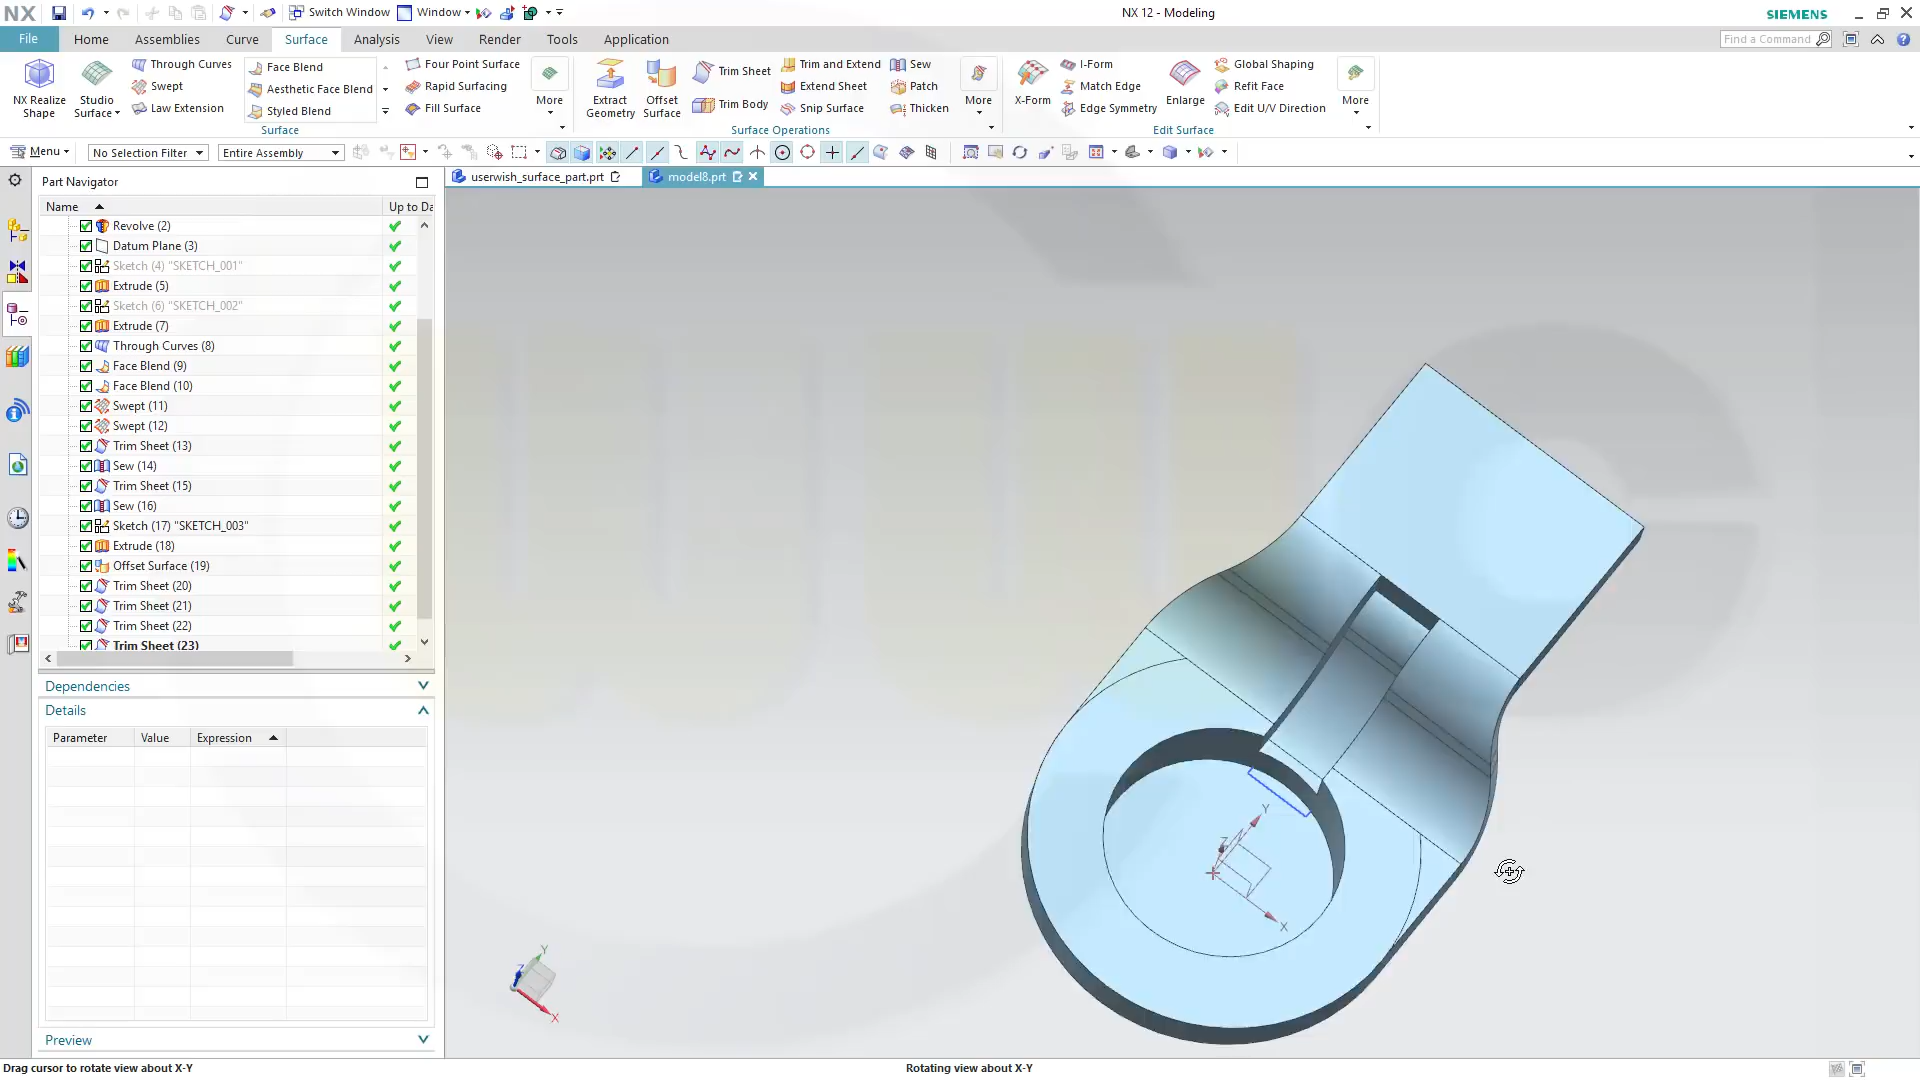 NX
Switch Window
Window
NX 12 - Modeling
SIEMENS
File
Home
Assemblies
Curve
Surface
Analysis
View
Render
Tools
Application
Find a Command
NX Realize
Shape
Studio
Surface
Through Curves
Swept
Law Extension
Face Blend
Aesthetic Face Blend
Styled Blend
Four Point Surface
Rapid Surfacing
Fill Surface
More
Surface
Extract
Geometry
Offset
Surface
Trim Sheet
Trim Body
Trim and Extend
Extend Sheet
Snip Surface
Sew
Patch
Thicken
More
Surface Operations
X-Form
I-Form
Match Edge
Edge Symmetry
Enlarge
Global Shaping
Refit Face
Edit U/V Direction
More
Edit Surface
Menu
No Selection Filter
Entire Assembly
Part Navigator
userwish_surface_part.prt
model8.prt
Name
Up to Da
Revolve (2)
Datum Plane (3)
Sketch (4) "SKETCH_001"
Extrude (5)
Sketch (6) "SKETCH_002"
Extrude (7)
Through Curves (8)
Face Blend (9)
Face Blend (10)
Swept (11)
Swept (12)
Trim Sheet (13)
Sew (14)
Trim Sheet (15)
Sew (16)
Sketch (17) "SKETCH_003"
Extrude (18)
Offset Surface (19)
Trim Sheet (20)
Trim Sheet (21)
Trim Sheet (22)
Trim Sheet (23)
Dependencies
Details
Parameter
Value
Expression
Preview
Y
Z
X
Y
Z
X
Drag cursor to rotate view about X-Y
Rotating view about X-Y